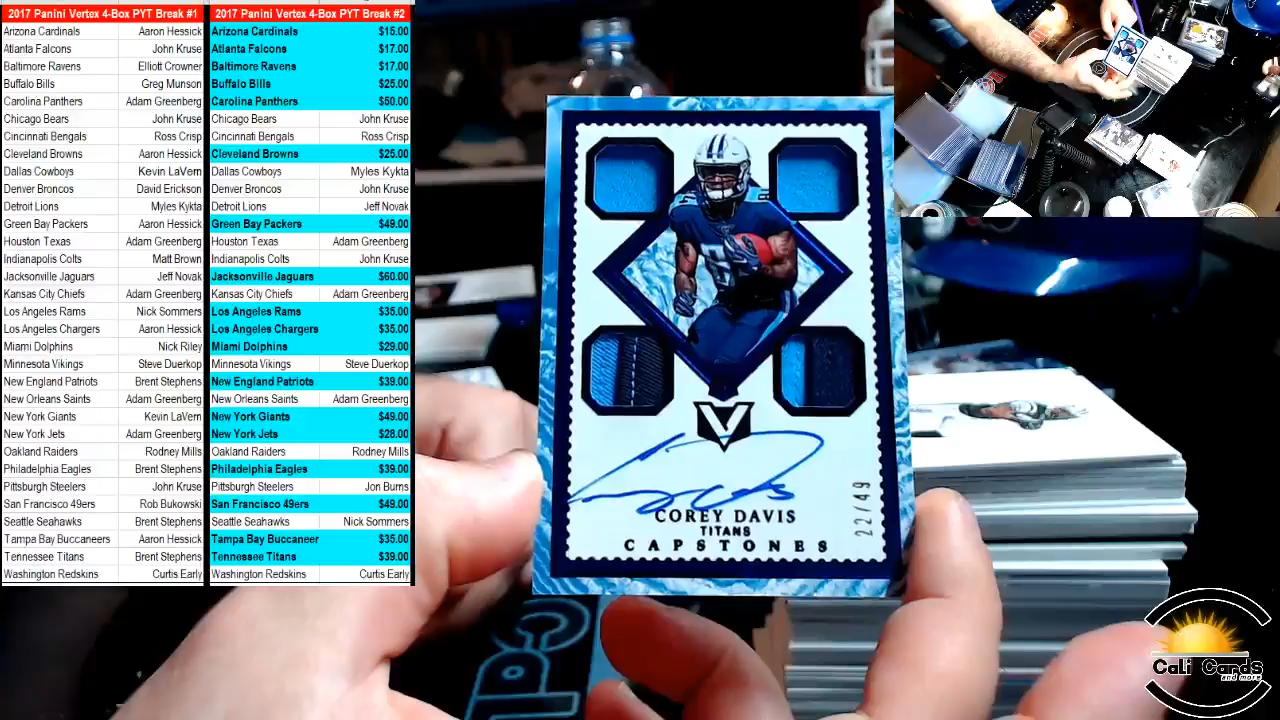 2017 Panini Vertex 4-Box PYT Break #1
Arizona Cardinals Aaron Hessick
Atlanta Falcons John Kruse
Baltimore Ravens Elliott Crowner
Buffalo Bills Greg Munson
Carolina Panthers Adam Greenberg
Chicago Bears John Kruse
Cincinnati Bengals Ross Crisp
Cleveland Browns Aaron Hessick
Dallas Cowboys Kevin LaVern
Denver Broncos David Erickson
Detroit Lions Myles Kykta
Green Bay Packers Aaron Hessick
Houston Texas Adam Greenberg
Indianapolis Colts Matt Brown
Jacksonville Jaguars Jeff Novak
Kansas City Chiefs Adam Greenberg
Los Angeles Rams Nick Sommers
Los Angeles Chargers Aaron Hessick
Miami Dolphins Nick Riley
Minnesota Vikings Steve Duerkop
New England Patriots Brent Stephens
New Orleans Saints Adam Greenberg
New York Giants Kevin LaVern
New York Jets Adam Greenberg
Oakland Raiders Rodney Mills
Philadelphia Eagles Brent Stephens
Pittsburgh Steelers John Kruse
San Francisco 49ers Rob Bukowski
Seattle Seahawks Brent Stephens
Tampa Bay Buccaneers Aaron Hessick
Tennessee Titans Brent Stephens
Washington Redskins Curtis Early
2017 Panini Vertex 4-Box PYT Break #2
Arizona Cardinals $15.00
Atlanta Falcons $17.00
Baltimore Ravens $17.00
Buffalo Bills $25.00
Carolina Panthers $50.00
Chicago Bears John Kruse
Cincinnati Bengals Ross Crisp
Cleveland Browns $25.00
Dallas Cowboys Myles Kykta
Denver Broncos John Kruse
Detroit Lions Jeff Novak
Green Bay Packers $49.00
Houston Texas Adam Greenberg
Indianapolis Colts John Kruse
Jacksonville Jaguars $60.00
Kansas City Chiefs Adam Greenberg
Los Angeles Rams $35.00
Los Angeles Chargers $35.00
Miami Dolphins $29.00
Minnesota Vikings Steve Duerkop
New England Patriots $39.00
New Orleans Saints Adam Greenberg
New York Giants $49.00
New York Jets $28.00
Oakland Raiders Rodney Mills
Philadelphia Eagles $39.00
Pittsburgh Steelers Jon Burns
San Francisco 49ers $49.00
Seattle Seahawks Nick Sommers
Tampa Bay Buccaneer $35.00
Tennessee Titans $39.00
Washington Redskins Curtis Early
V
COREY DAVIS
TITANS
CAPSTONES
22/49
Cali Cards
and more